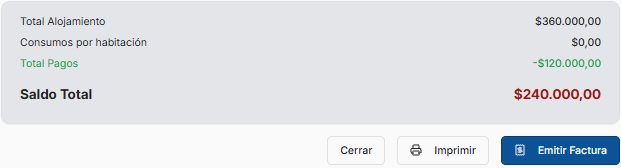 Total Alojamiento $360.000,00
Consumos por habitación $0,00
Total Pagos -$120.000,00
Saldo Total $240.000,00
Cerrar Imprimir Emitir Factura